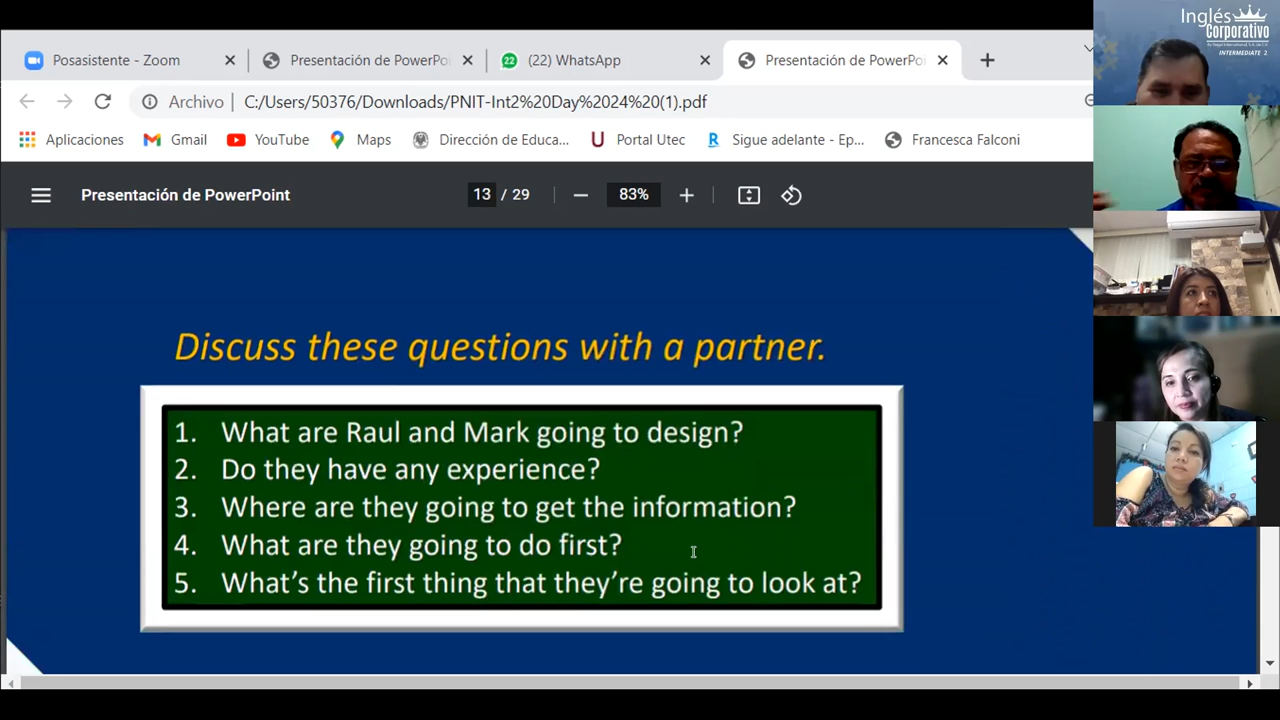 Posasistente - Zoom
Presentación de PowerPoi
(22) WhatsApp
Presentación de PowerPoi
Archivo
C:/Users/50376/Downloads/PNIT-Int2%20Day%2024%20(1).pdf
Aplicaciones
Gmail
YouTube
Maps
Dirección de Educa...
Portal Utec
Sigue adelante - Ep...
Francesca Falconi
Presentación de PowerPoint
13 / 29
83%
Discuss these questions with a partner.
1. What are Raul and Mark going to design?
2. Do they have any experience?
3. Where are they going to get the information?
4. What are they going to do first?
5. What's the first thing that they're going to look at?
Inglés
Corporativo
INTERMEDIATE 2